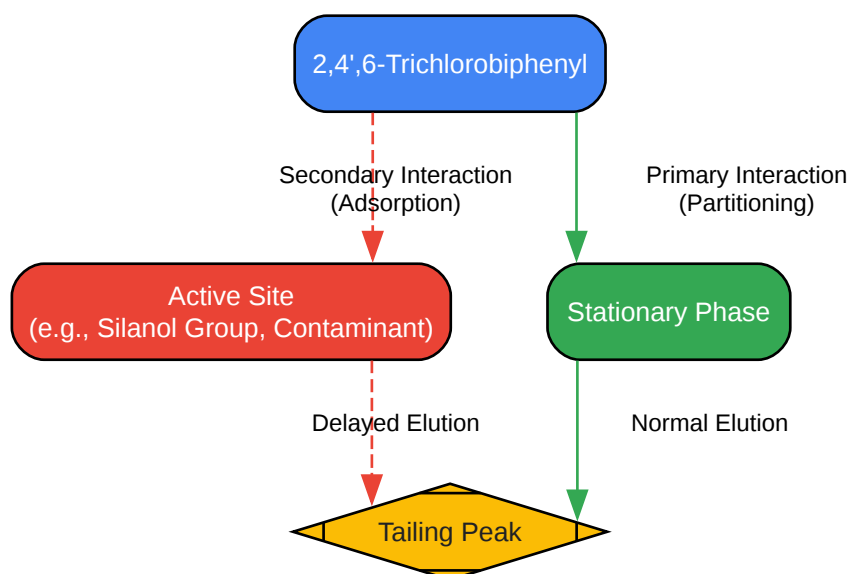 2,4',6-Trichlorobiphenyl
Secondary Interaction
(Adsorption)
Primary Interaction
(Partitioning)
Active Site
(e.g., Silanol Group, Contaminant)
Stationary Phase
Delayed Elution
Normal Elution
Tailing Peak